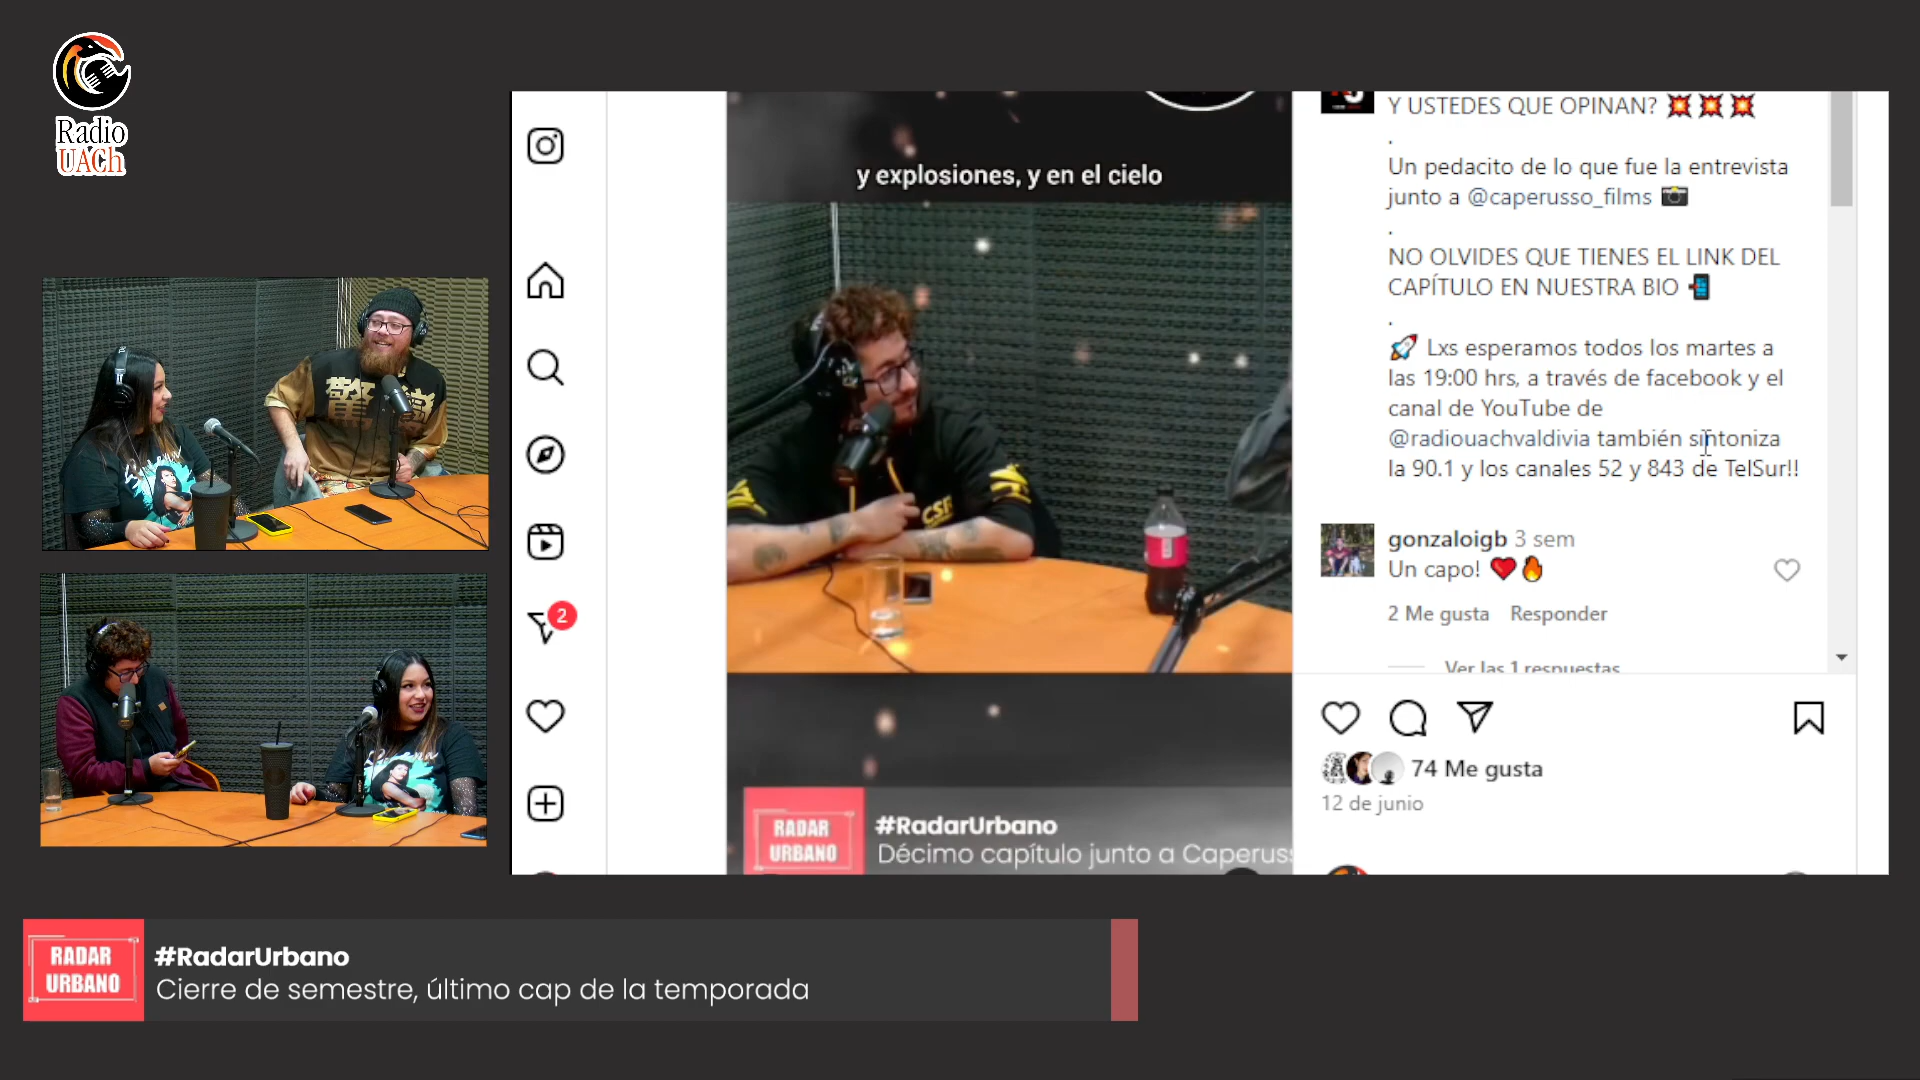 Radio
UACh
y explosiones, y en el cielo
Y USTEDES QUE OPINAN? 💥 💥 💥
.
Un pedacito de lo que fue la entrevista
junto a @caperusso_films 📷
.
NO OLVIDES QUE TIENES EL LINK DEL
CAPÍTULO EN NUESTRA BIO 📲
.
🚀 Lxs esperamos todos los martes a
las 19:00 hrs, a través de facebook y el
canal de YouTube de
@radiouachvaldivia también sintoniza
la 90.1 y los canales 52 y 843 de TelSur!!
gonzaloigb 3 sem
Un capo! ❤️🔥
2 Me gusta Responder
Ver las 1 respuestas
2
74 Me gusta
12 de junio
RADAR
URBANO
#RadarUrbano
Décimo capítulo junto a Caperuss
RADAR
URBANO
#RadarUrbano
Cierre de semestre, último cap de la temporada